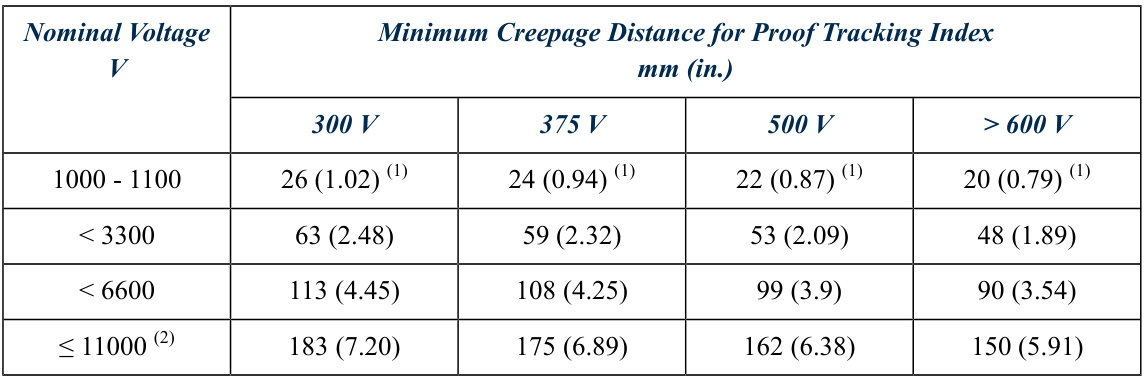 Nominal Voltage
V
Minimum Creepage Distance for Proof Tracking Index
mm (in.)
300 V 375 V 500 V > 600 V
1000 - 1100 26 (1.02) (1) 24 (0.94) (1) 22 (0.87) (1) 20 (0.79) (1)
< 3300 63 (2.48) 59 (2.32) 53 (2.09) 48 (1.89)
< 6600 113 (4.45) 108 (4.25) 99 (3.9) 90 (3.54)
≤ 11000 (2) 183 (7.20) 175 (6.89) 162 (6.38) 150 (5.91)